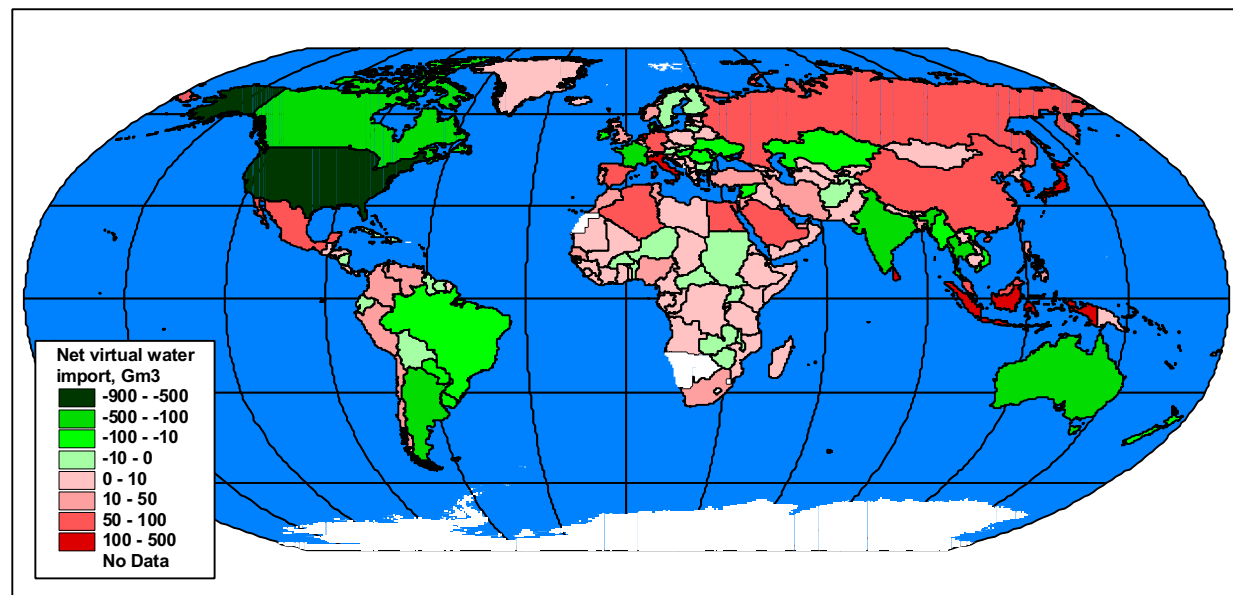 Net virtual water
import, Gm3
-900 - -500
-500 - -100
-100 - -10
-10 - 0
0 - 10
10 - 50
50 - 100
100 - 500
No Data